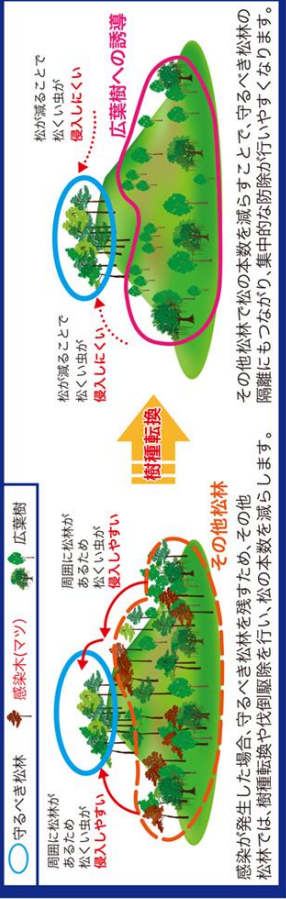 守るべき松林
感染木(マツ)
広葉樹
周囲に松林が
あるため
松くい虫が
侵入しやすい
周囲に松林が
あるため
松くい虫が
侵入しやすい
その他松林
感染が発生した場合、守るべき松林を残すため、その他
松林では、樹種転換や伐倒駆除を行い、松の本数を減らします。
樹種転換
松が減ることで
松くい虫が
侵入しにくい
松が減ることで
松くい虫が
侵入しにくい
広葉樹への誘導
その他松林で松の本数を減らすことで、守るべき松林の
隔離にもつながり、集中的な防除が行いやすくなります。